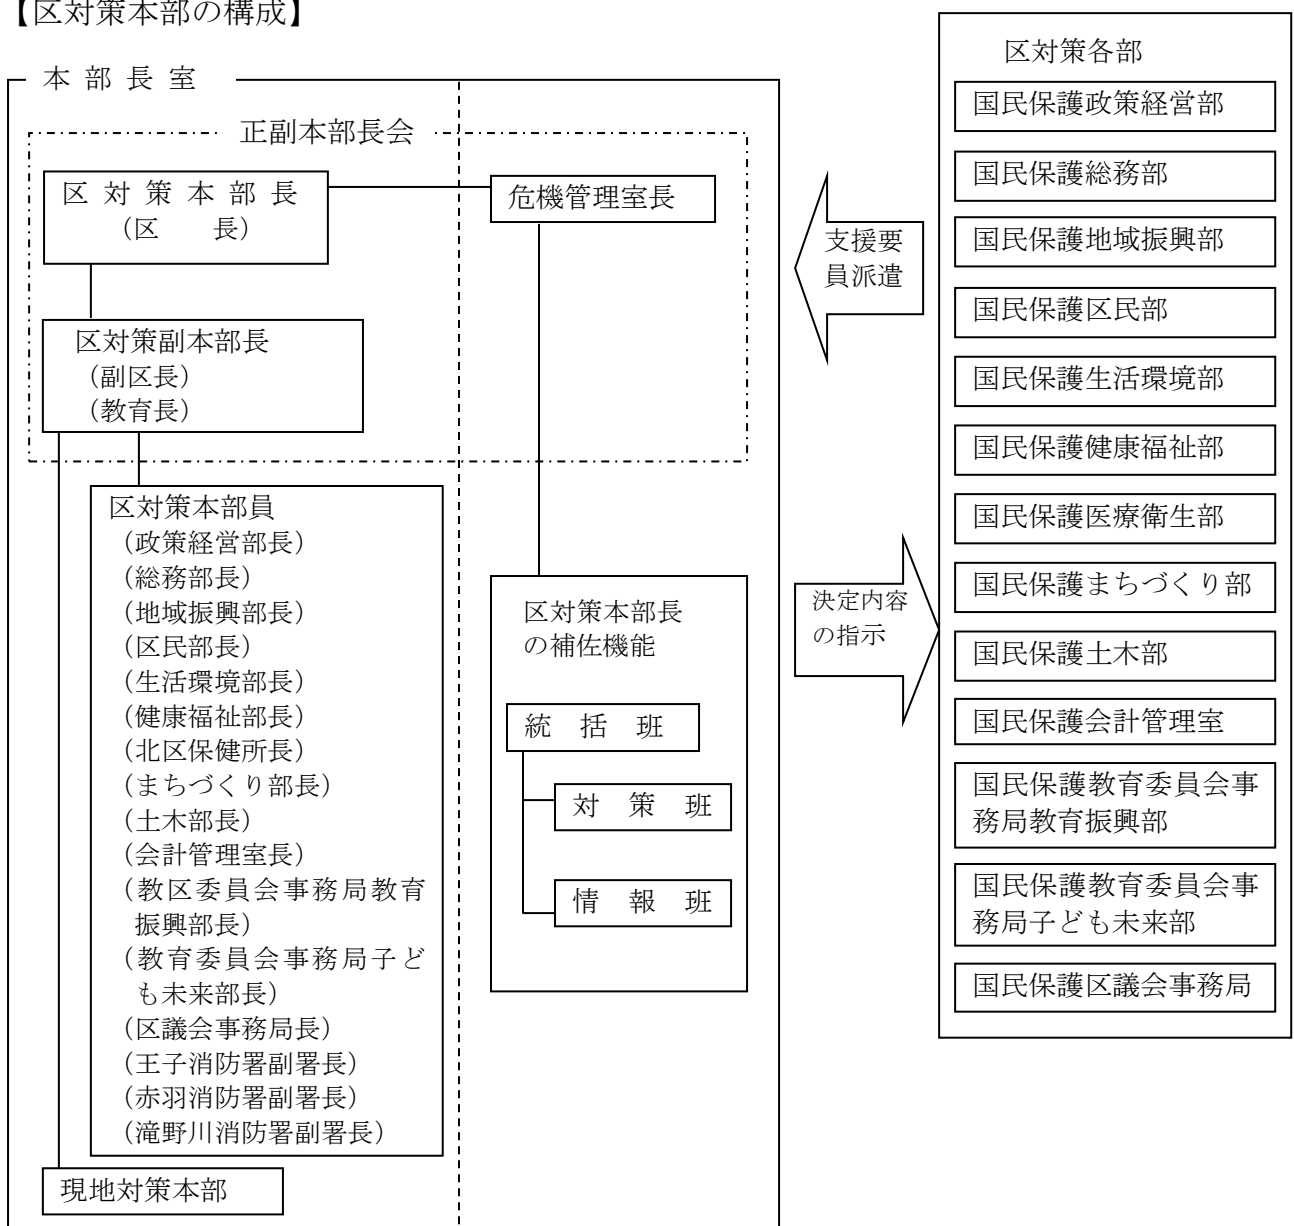 【区対策本部の構成】
本部長室
正副本部長会
区対策本部長
（区　　長）
危機管理室長
区対策副本部長
（副区長）
（教育長）
区対策本部員
（政策経営部長）
（総務部長）
（地域振興部長）
（区民部長）
（生活環境部長）
（健康福祉部長）
（北区保健所長）
（まちづくり部長）
（土木部長）
（会計管理室長）
（教区委員会事務局教育
振興部長）
（教育委員会事務局子ど
も未来部長）
（区議会事務局長）
（王子消防署副署長）
（赤羽消防署副署長）
（滝野川消防署副署長）
現地対策本部
区対策本部長
の補佐機能
統　括　班
対　策　班
情　報　班
支援要
員派遣
決定内容
の指示
区対策各部
国民保護政策経営部
国民保護総務部
国民保護地域振興部
国民保護区民部
国民保護生活環境部
国民保護健康福祉部
国民保護医療衛生部
国民保護まちづくり部
国民保護土木部
国民保護会計管理室
国民保護教育委員会事
務局教育振興部
国民保護教育委員会事
務局子ども未来部
国民保護区議会事務局